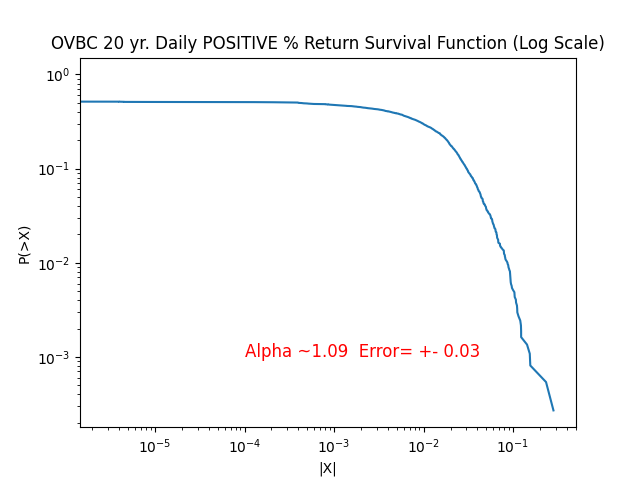 OVBC 20 yr. Daily POSITIVE % Return Survival Function (Log Scale)
10⁰
10⁻¹
10⁻²
10⁻³
P(>X)
Alpha ~1.09  Error= +- 0.03
10⁻⁵ 10⁻⁴ 10⁻³ 10⁻² 10⁻¹
|X|